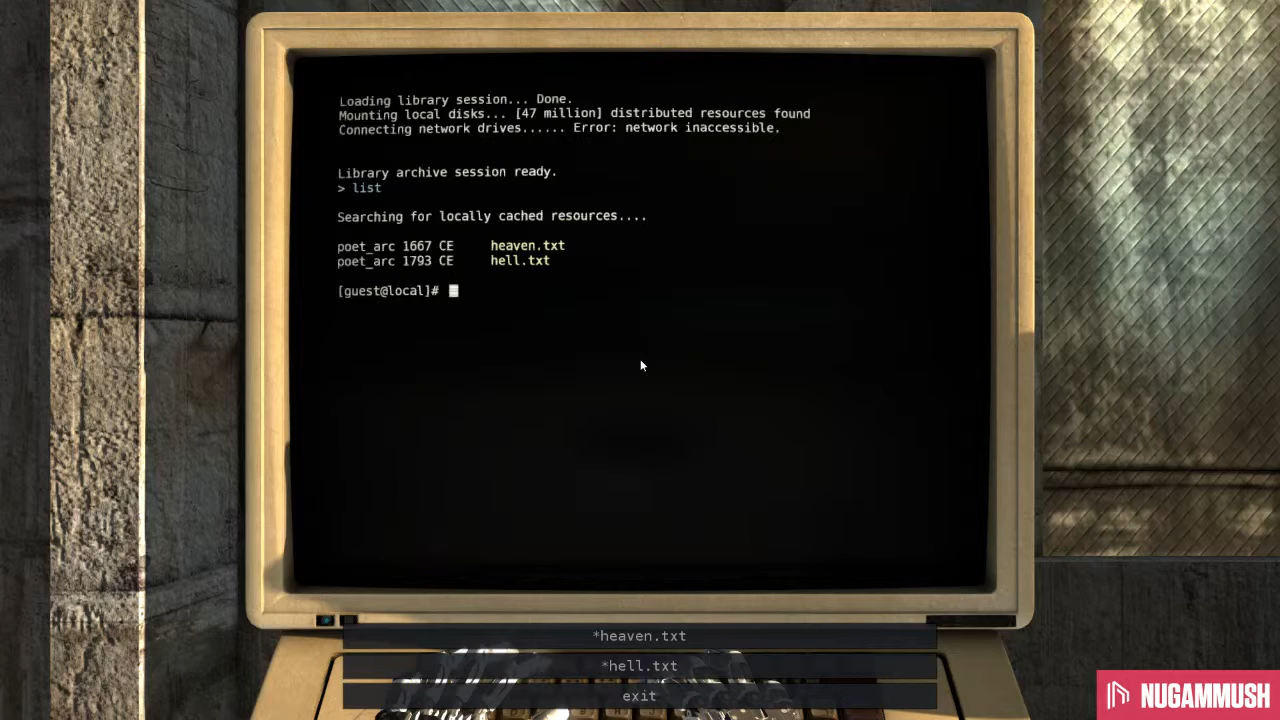 Loading library session... Done.
Mounting local disks... [47 million] distributed resources found
Connecting network drives...... Error: network inaccessible.
Library archive session ready.
> list
Searching for locally cached resources....
poet_arc 1667 CE heaven.txt
poet_arc 1793 CE hell.txt
[guest@local]#
*heaven.txt
*hell.txt
exit
NUGAMMUSH